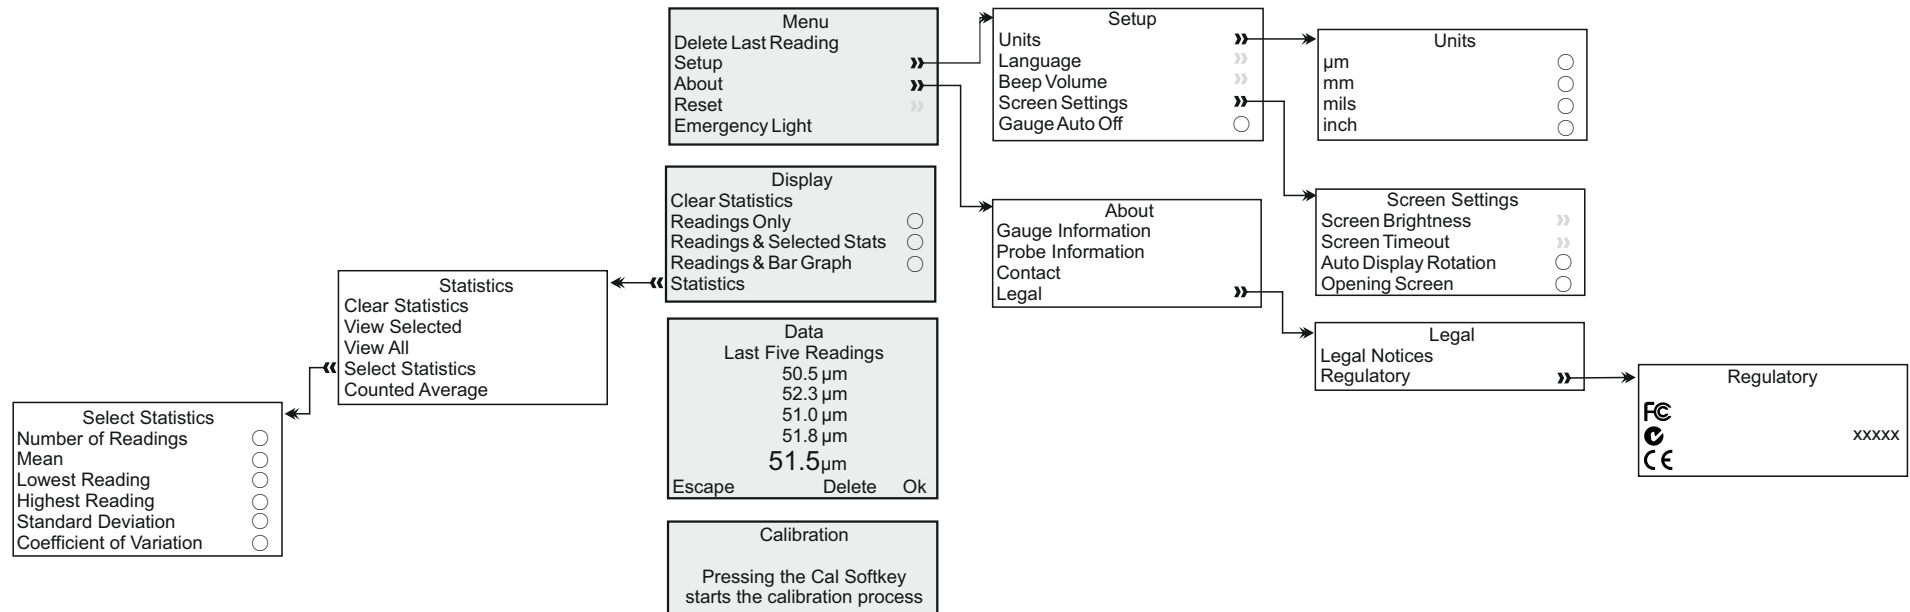 Menu
Delete Last Reading
Setup
About
Reset
Emergency Light
Setup
Units
Language
Beep Volume
Screen Settings
Gauge Auto Off
Units
µm
mm
mils
inch
Display
Clear Statistics
Readings Only
Readings & Selected Stats
Readings & Bar Graph
Statistics
About
Gauge Information
Probe Information
Contact
Legal
Screen Settings
Screen Brightness
Screen Timeout
Auto Display Rotation
Opening Screen
Statistics
Clear Statistics
View Selected
View All
Select Statistics
Counted Average
Data
Last Five Readings
50.5 µm
52.3 µm
51.0 µm
51.8 µm
51.5µm
Escape Delete Ok
Legal
Legal Notices
Regulatory
Regulatory
FC
xxxxx
CE
Select Statistics
Number of Readings
Mean
Lowest Reading
Highest Reading
Standard Deviation
Coefficient of Variation
Calibration
Pressing the Cal Softkey
starts the calibration process